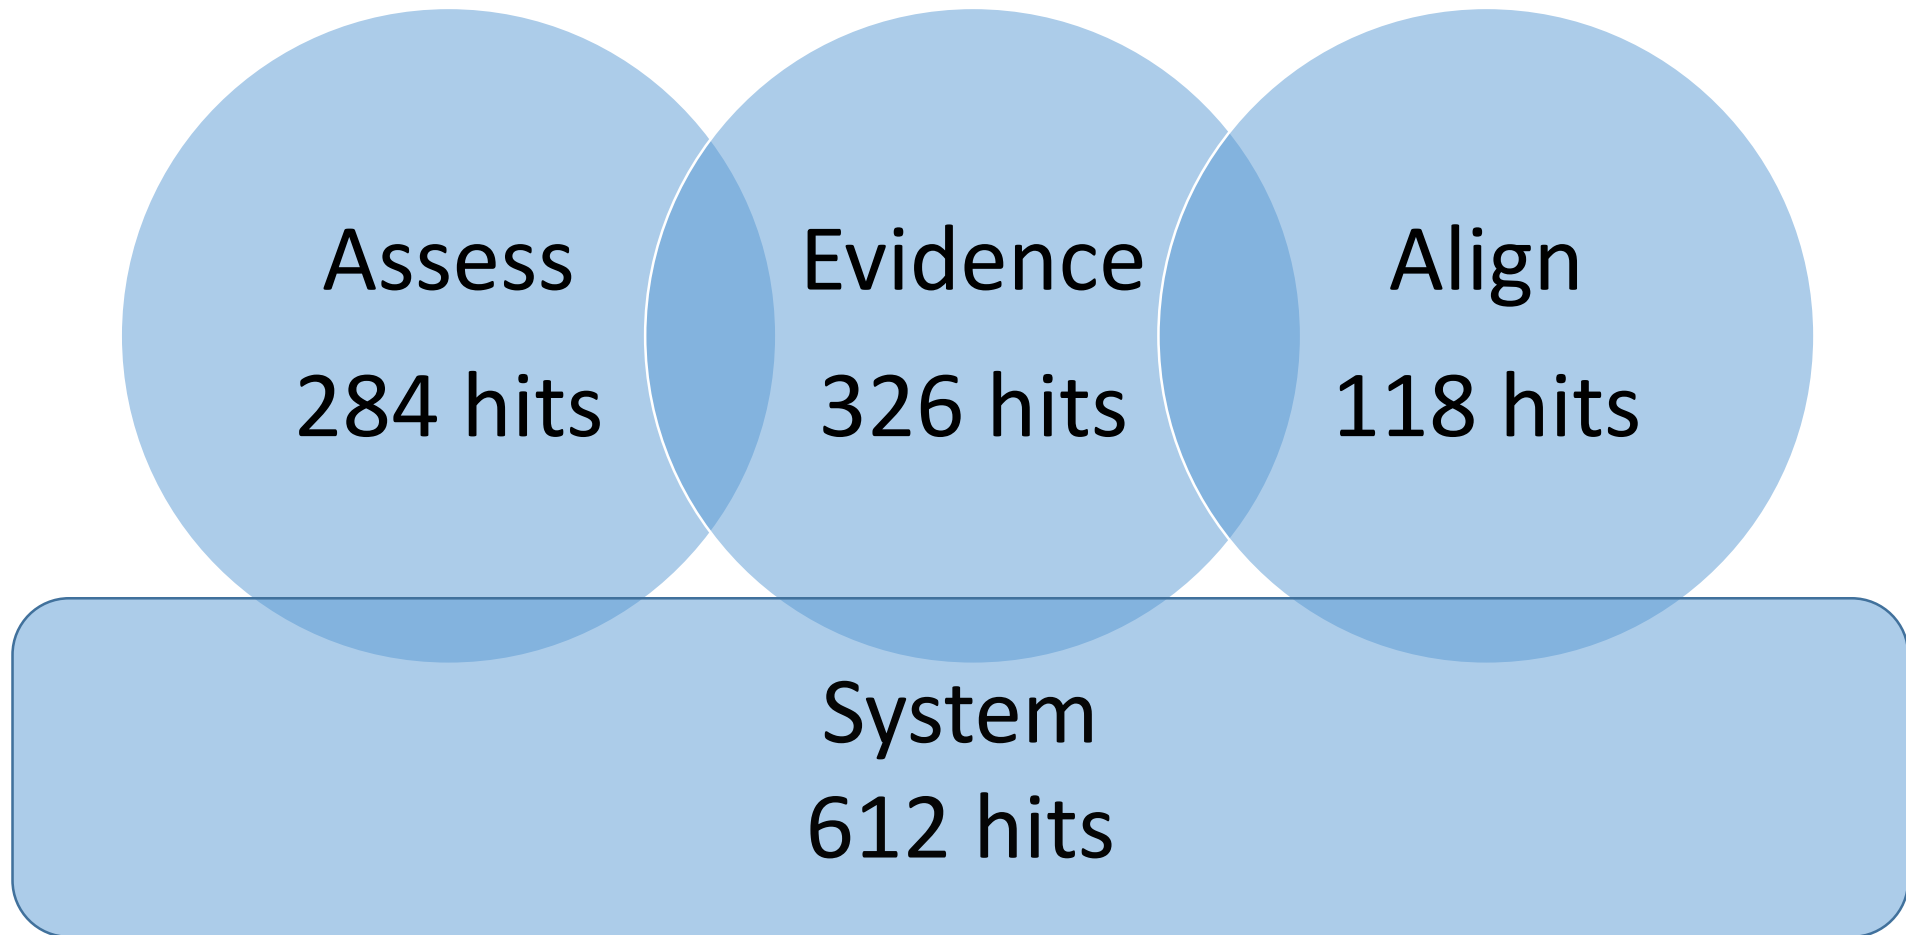 Assess
284 hits
Evidence
326 hits
Align
118 hits
System
612 hits